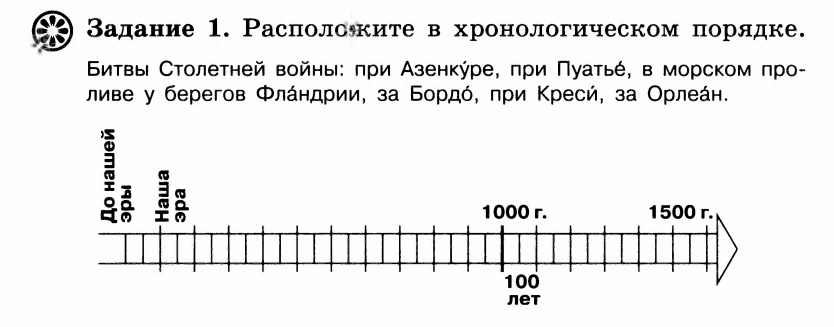 Задание 1. Расположите в хронологическом порядке.
Битвы Столетней войны: при Азенку́ре, при Пуатье́, в морском про-
ливе у берегов Фла́ндрии, за Бордо́, при Креси́, за Орлеа́н.
До нашей
эры
Наша
эра
1000 г.
1500 г.
100
лет